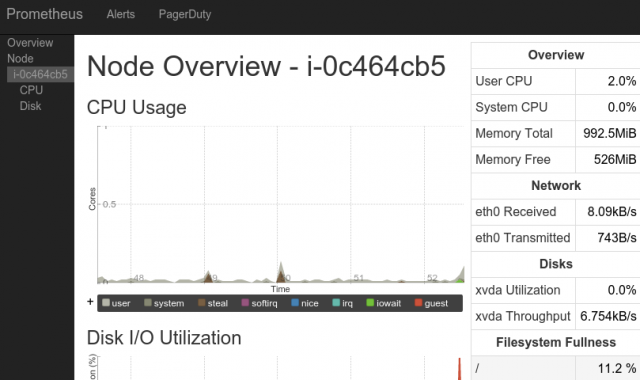 Prometheus Alerts PagerDuty
Overview
Node
i-0c464cb5
CPU
Disk
Node Overview - i-0c464cb5
CPU Usage
1
0.5
0
Cores
48 49 50 51 52
Time
+ user system steal softirq nice irq iowait guest
Disk I/O Utilization
(%)
Overview
User CPU 2.0%
System CPU 0.0%
Memory Total 992.5MiB
Memory Free 526MiB
Network
eth0 Received 8.09kB/s
eth0 Transmitted 743B/s
Disks
xvda Utilization 0.0%
xvda Throughput 6.754kB/s
Filesystem Fullness
/ 11.2 %